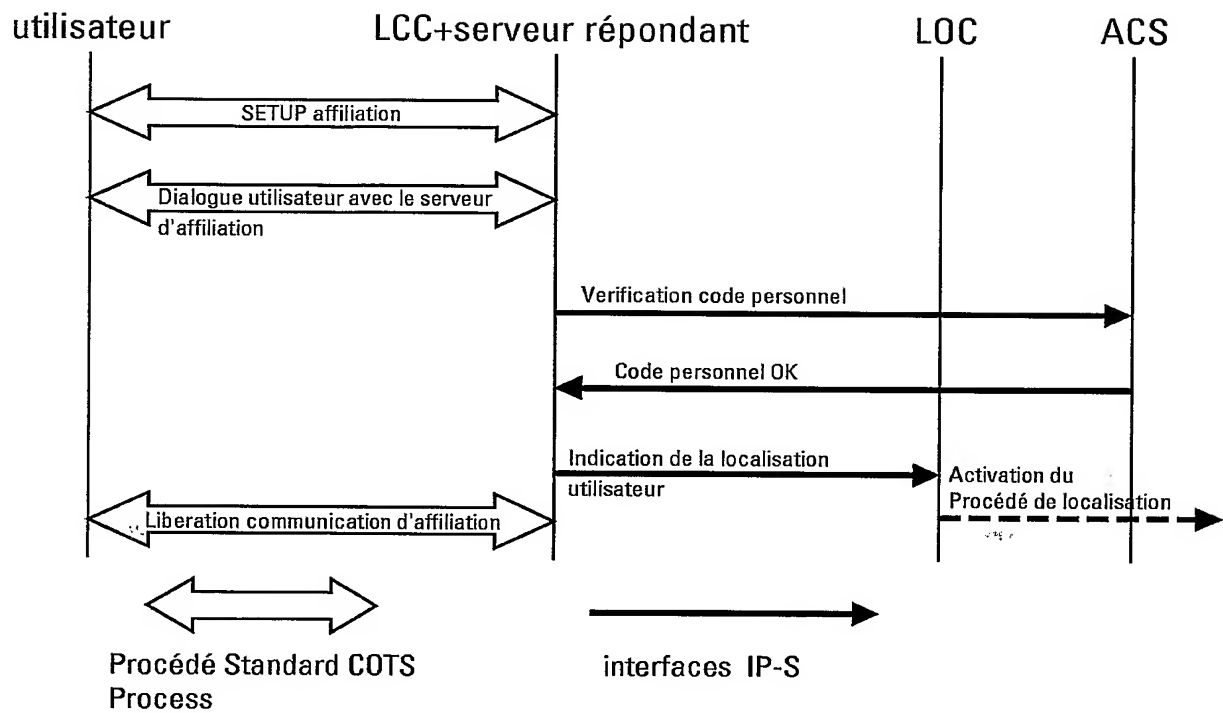 utilisateur
LCC+serveur répondant
LOC
ACS
SETUP affiliation
Dialogue utilisateur avec le serveur
d'affiliation
Verification code personnel
Code personnel OK
Indication de la localisation
utilisateur
Activation du
Procédé de localisation
Liberation communication d'affiliation
Procédé Standard COTS
Process
interfaces IP-S